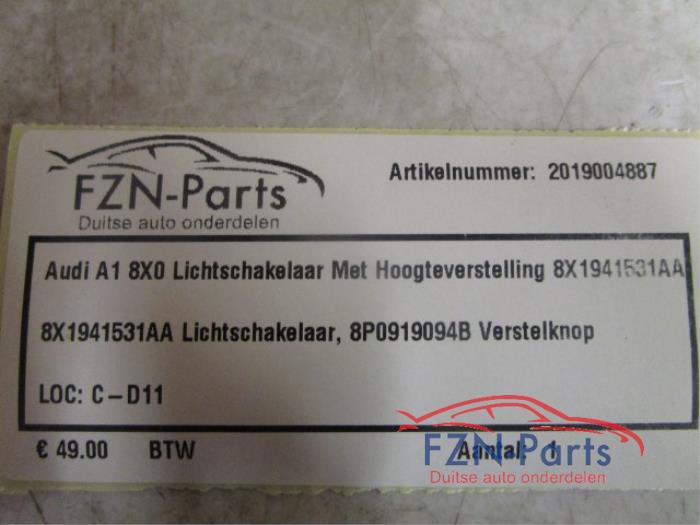 FZN-Parts
Duitse auto onderdelen
Artikelnummer: 2019004887
Audi A1 8X0 Lichtschakelaar Met Hoogteverstelling 8X1941531AA
8X1941531AA Lichtschakelaar, 8P0919094B Verstelknop
LOC: C-D11
€ 49.00 BTW Aantal: 1
FZN-Parts
Duitse auto onderdelen